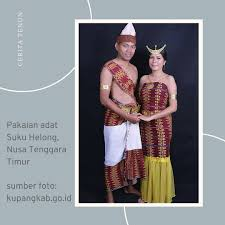 CERITA TENUN
Pakaian adat
Suku Helong,
Nusa Tenggara
Timur
sumber foto:
kupangkab.go.id